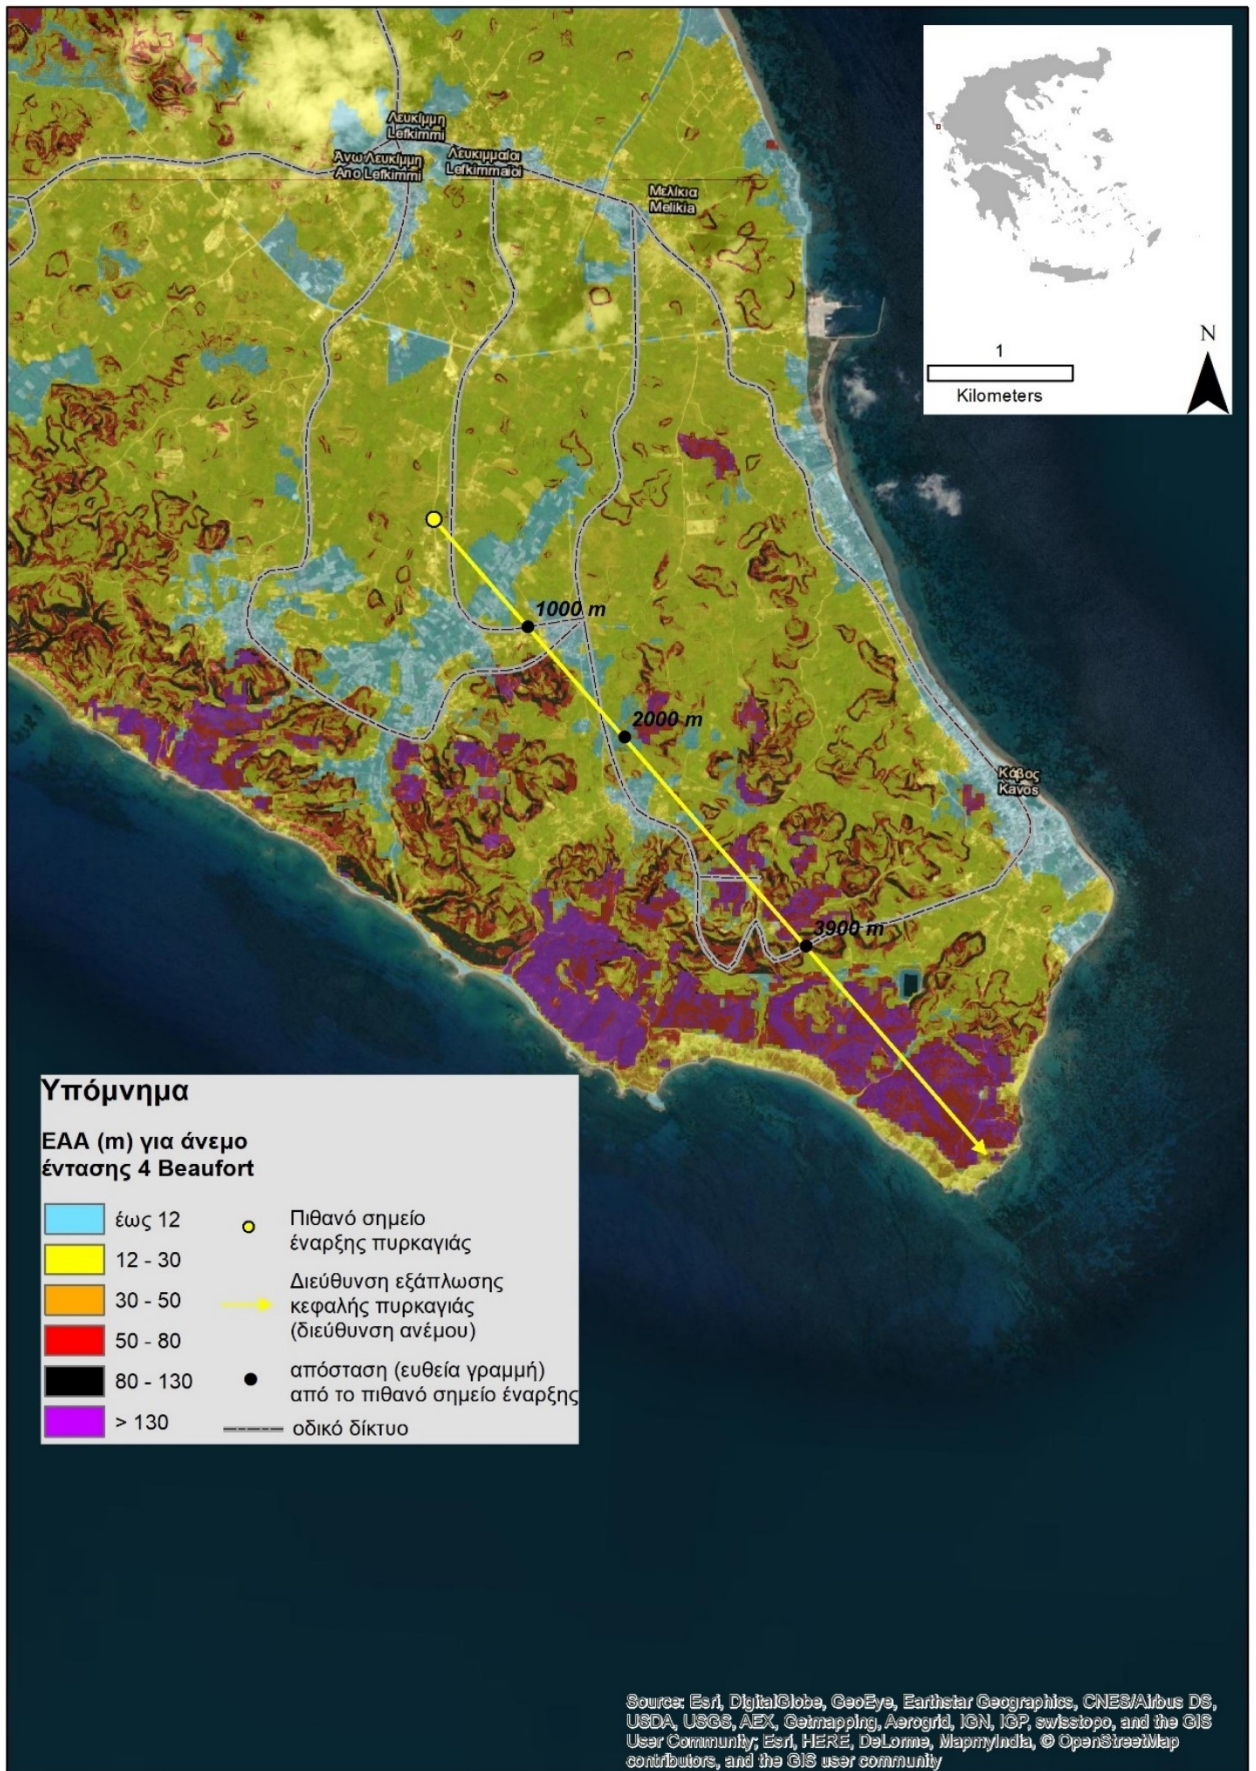 Λευκίμμη
Lefkimmi
Άνω Λευκίμμη
Ano Lefkimmi
Λευκιμμαίοι
Lefkimmaioi
Μελίκια
Melikia
1
Kilometers
N
1000 m
2000 m
Κάβος
Kavos
3900 m
Υπόμνημα
ΕΑΑ (m) για άνεμο
έντασης 4 Beaufort
έως 12
12 - 30
30 - 50
50 - 80
80 - 130
> 130
Πιθανό σημείο
έναρξης πυρκαγιάς
Διεύθυνση εξάπλωσης
κεφαλής πυρκαγιάς
(διεύθυνση ανέμου)
απόσταση (ευθεία γραμμή)
από το πιθανό σημείο έναρξης
οδικό δίκτυο
Source: Esri, DigitalGlobe, GeoEye, Earthstar Geographics, CNES/Airbus DS,
USDA, USGS, AEX, Getmapping, Aerogrid, IGN, IGP, swisstopo, and the GIS
User Community; Esri, HERE, DeLorme, MapmyIndia, © OpenStreetMap
contributors, and the GIS user community